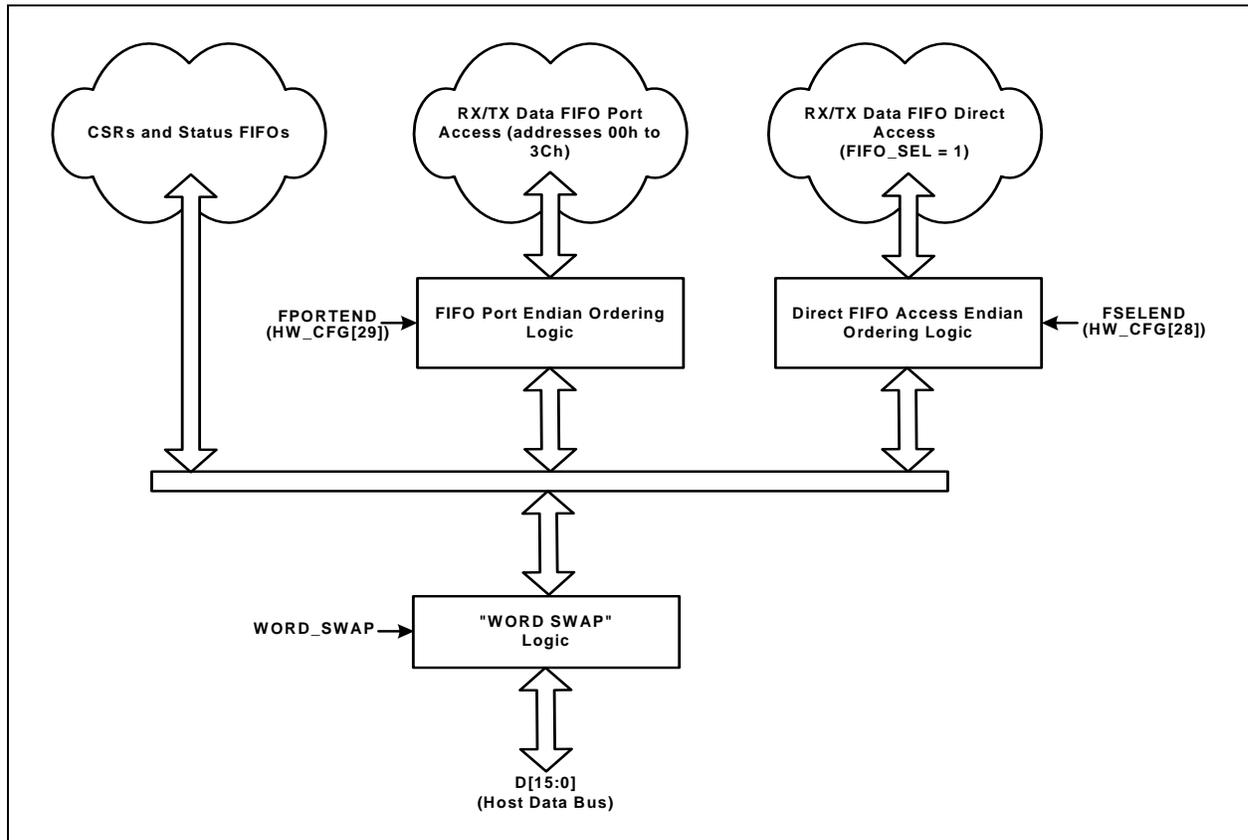 CSRs and Status FIFOs
RX/TX Data FIFO Port
Access (addresses 00h to
3Ch)
RX/TX Data FIFO Direct
Access
(FIFO_SEL = 1)
FPORTEND
(HW_CFG[29])
FIFO Port Endian Ordering
Logic
Direct FIFO Access Endian
Ordering Logic
FSELEND
(HW_CFG[28])
WORD_SWAP
"WORD SWAP"
Logic
D[15:0]
(Host Data Bus)